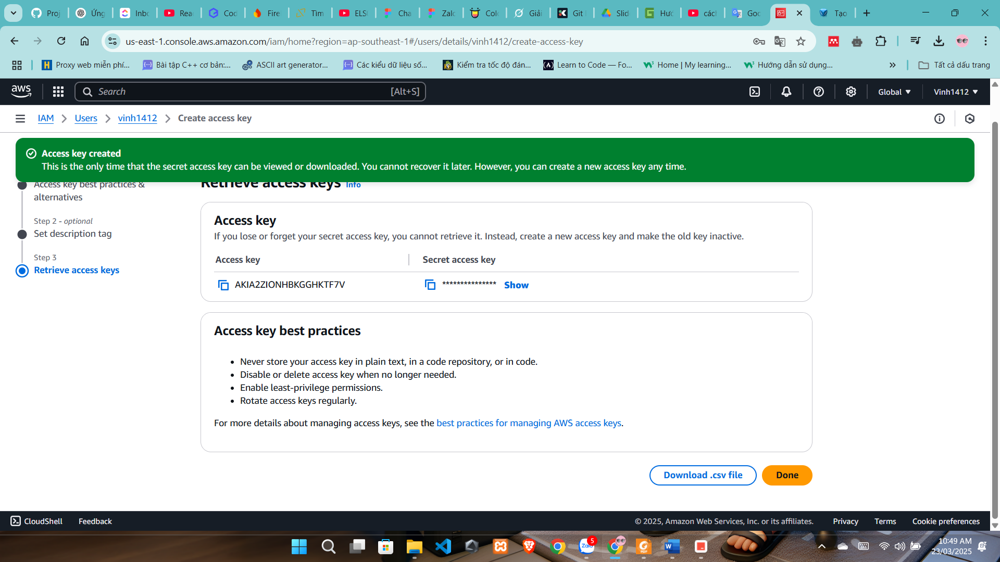 Proj
Ứng
Inbo
Rea
Cod
Fire
Tìm
ELS
Cha
Zalo
Colo
Giải
Git
Slid
Hướ
cách
Goo
Tạo
us-east-1.console.aws.amazon.com/iam/home?region=ap-southeast-1#/users/details/vinh1412/create-access-key
Proxy web miễn phí...
Bài tập C++ cơ bản:...
ASCII art generator...
Các kiểu dữ liệu số...
Kiểm tra tốc độ đán...
Learn to Code — Fo...
Home | My learning...
Hướng dẫn sử dụng...
Tất cả dấu trang
aws
Search
[Alt+S]
Global
Vinh1412
IAM
Users
vinh1412
Create access key
Access key created
This is the only time that the secret access key can be viewed or downloaded. You cannot recover it later. However, you can create a new access key any time.
Access key best practices &
alternatives
Step 2 - optional
Set description tag
Step 3
Retrieve access keys
Retrieve access keys Info
Access key
If you lose or forget your secret access key, you cannot retrieve it. Instead, create a new access key and make the old key inactive.
Access key
Secret access key
AKIA2ZIONHBKGGHKTF7V
*************** Show
Access key best practices
• Never store your access key in plain text, in a code repository, or in code.
• Disable or delete access key when no longer needed.
• Enable least-privilege permissions.
• Rotate access keys regularly.
For more details about managing access keys, see the best practices for managing AWS access keys.
Download .csv file
Done
CloudShell
Feedback
© 2025, Amazon Web Services, Inc. or its affiliates.
Privacy
Terms
Cookie preferences
Zalo
5
PDF
W
10:49 AM
23/03/2025